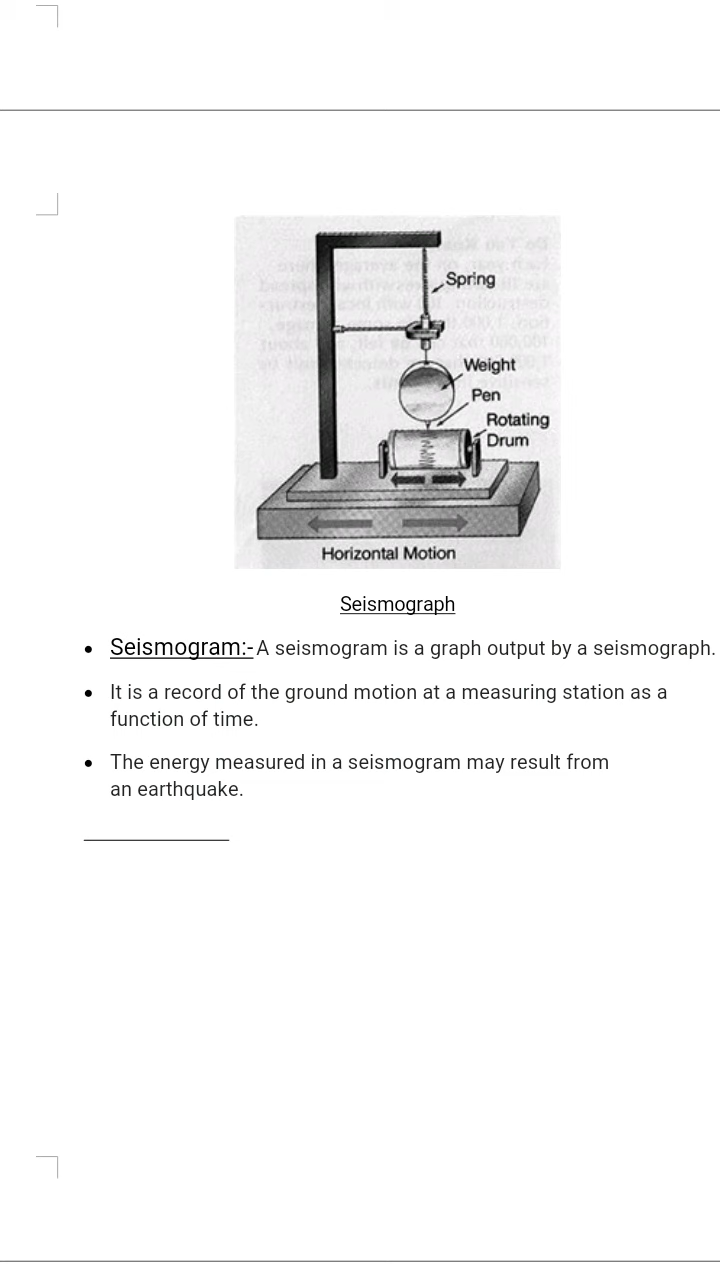 Spring
Weight
Pen
Rotating
Drum
Horizontal Motion
Seismograph
• Seismogram:- A seismogram is a graph output by a seismograph.
• It is a record of the ground motion at a measuring station as a
function of time.
• The energy measured in a seismogram may result from
an earthquake.